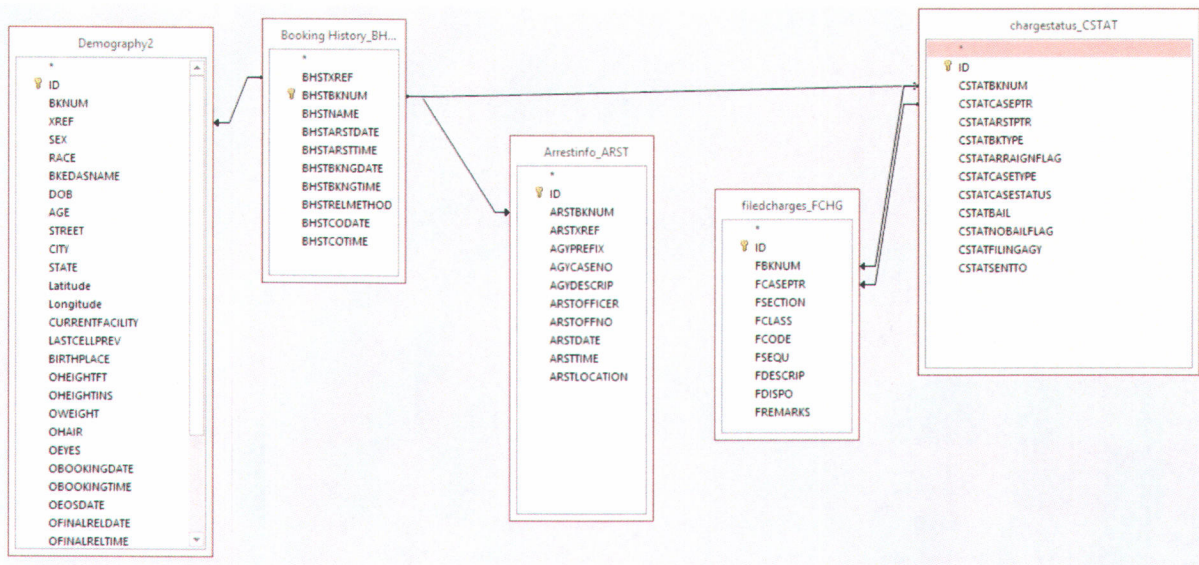 Demography2
*
ID
BKNUM
XREF
SEX
RACE
BKEDASNAME
DOB
AGE
STREET
CITY
STATE
Latitude
Longitude
CURRENTFACILITY
LASTCELLPREV
BIRTHPLACE
OHEIGHTFT
OHEIGHTINS
OWEIGHT
OHAIR
OEYES
OBOOKINGDATE
OBOOKINGTIME
OEOSDATE
OFINALRELDATE
OFINALRELTIME
Booking History_BH...
*
BHSTXREF
BHSTBKNUM
BHSTNAME
BHSTARSTDATE
BHSTARSTTIME
BHSTBKNGDATE
BHSTBKNGTIME
BHSTRELMETHOD
BHSTCODATE
BHSTCOTIME
Arrestinfo_ARST
*
ID
ARSTBKNUM
ARSTXREF
AGYPREFIX
AGYCASENO
AGYDESCRIP
ARSTOFFICER
ARSTOFFNO
ARSTDATE
ARSTTIME
ARSTLOCATION
filedcharges_FCHG
*
ID
FBKNUM
FCASEPTR
FSECTION
FCLASS
FCODE
FSEQU
FDESCRIP
FDISPO
FREMARKS
chargestatus_CSTAT
*
ID
CSTATBKNUM
CSTATCASEPTR
CSTATARSTPTR
CSTATBKTYPE
CSTATARRAIGNFLAG
CSTATCASETYPE
CSTATCASESTATUS
CSTATBAIL
CSTATNOBAILFLAG
CSTATFILINGAGY
CSTATSENTTO